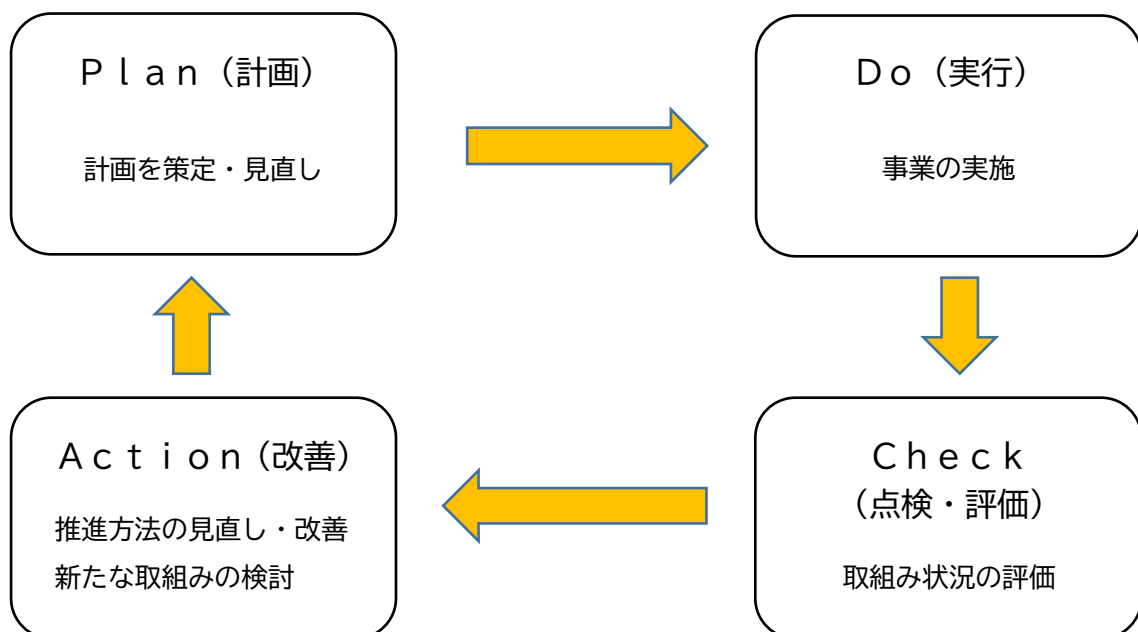 Ｐｌａｎ（計画）
計画を策定・見直し
Ｄｏ（実行）
事業の実施
Ａｃｔｉｏｎ（改善）
推進方法の見直し・改善
新たな取組みの検討
Ｃｈｅｃｋ
（点検・評価）
取組み状況の評価